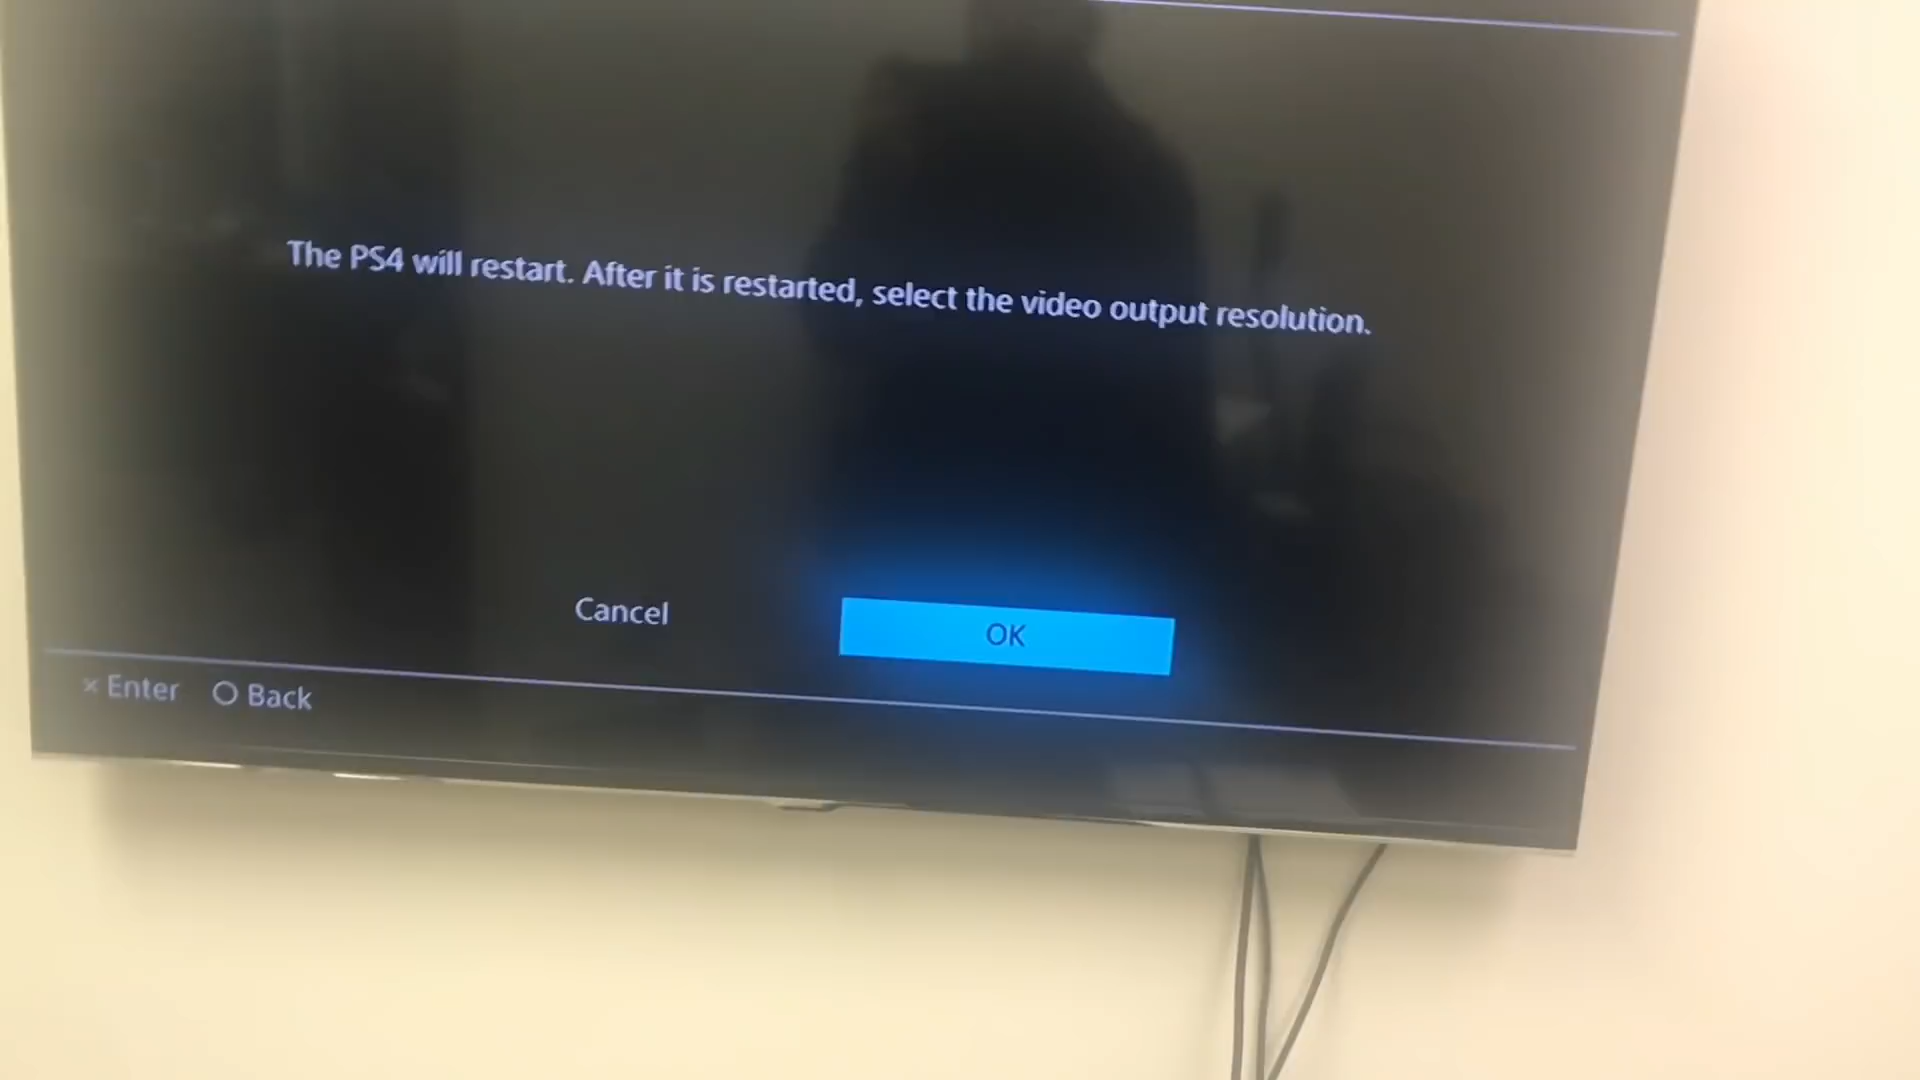 The PS4 will restart. After it is restarted, select the video output resolution.
Cancel
OK
× Enter ○ Back